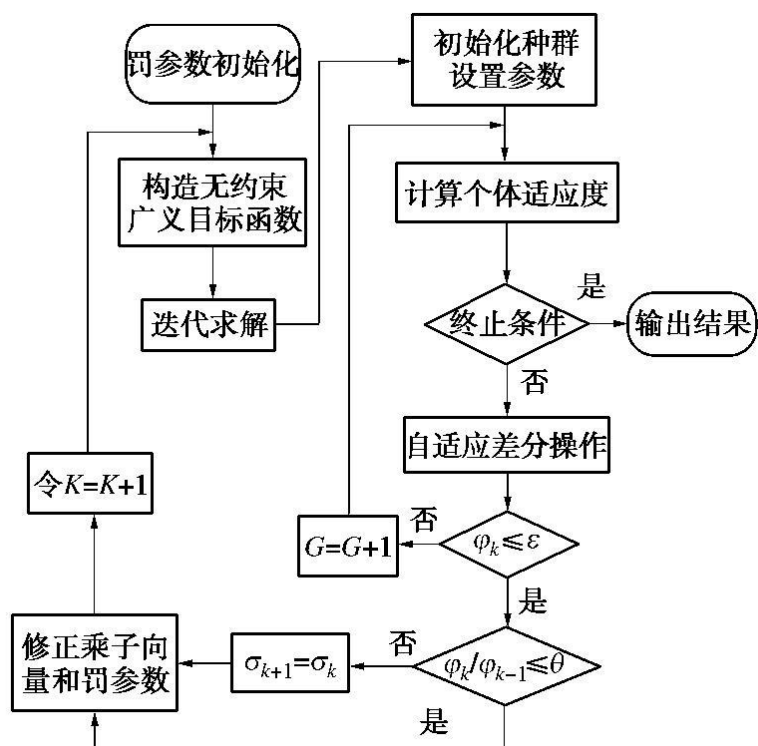 罚参数初始化
构造无约束
广义目标函数
迭代求解
初始化种群
设置参数
计算个体适应度
终止条件
是
输出结果
否
自适应差分操作
φₖ≤ε
否
G=G+1
是
φₖ/φₖ₋₁≤θ
否
σₖ₊₁=σₖ
是
修正乘子向
量和罚参数
令K=K+1